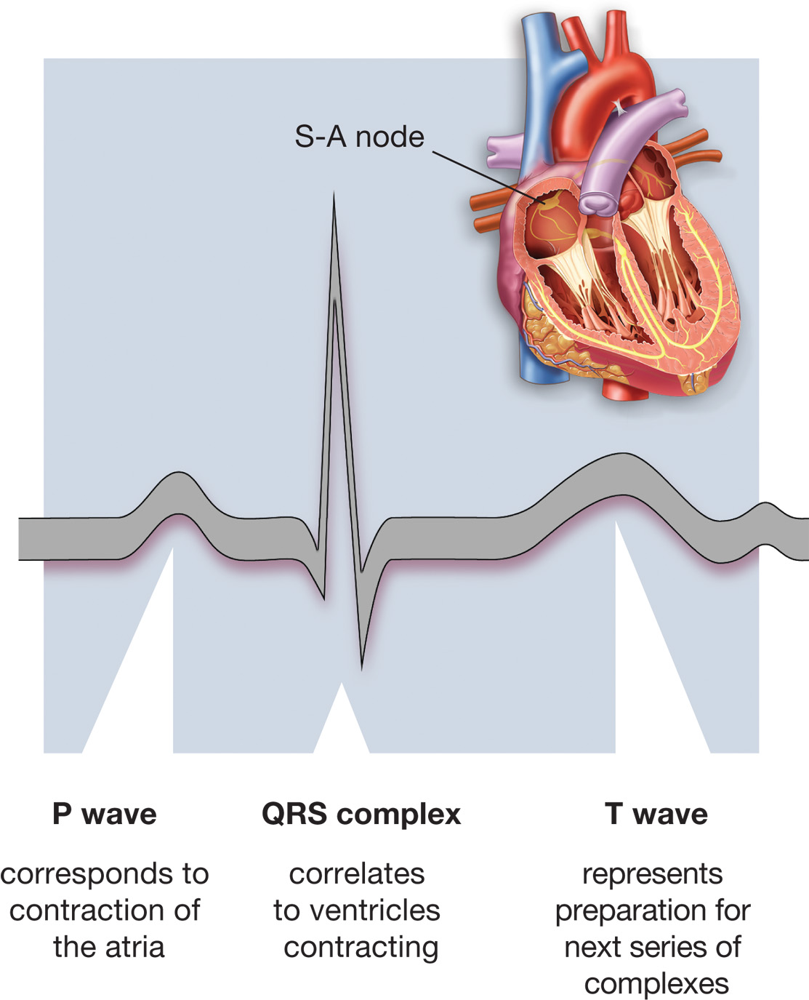 S-A node
P wave
corresponds to
contraction of
the atria
QRS complex
correlates
to ventricles
contracting
T wave
represents
preparation for
next series of
complexes